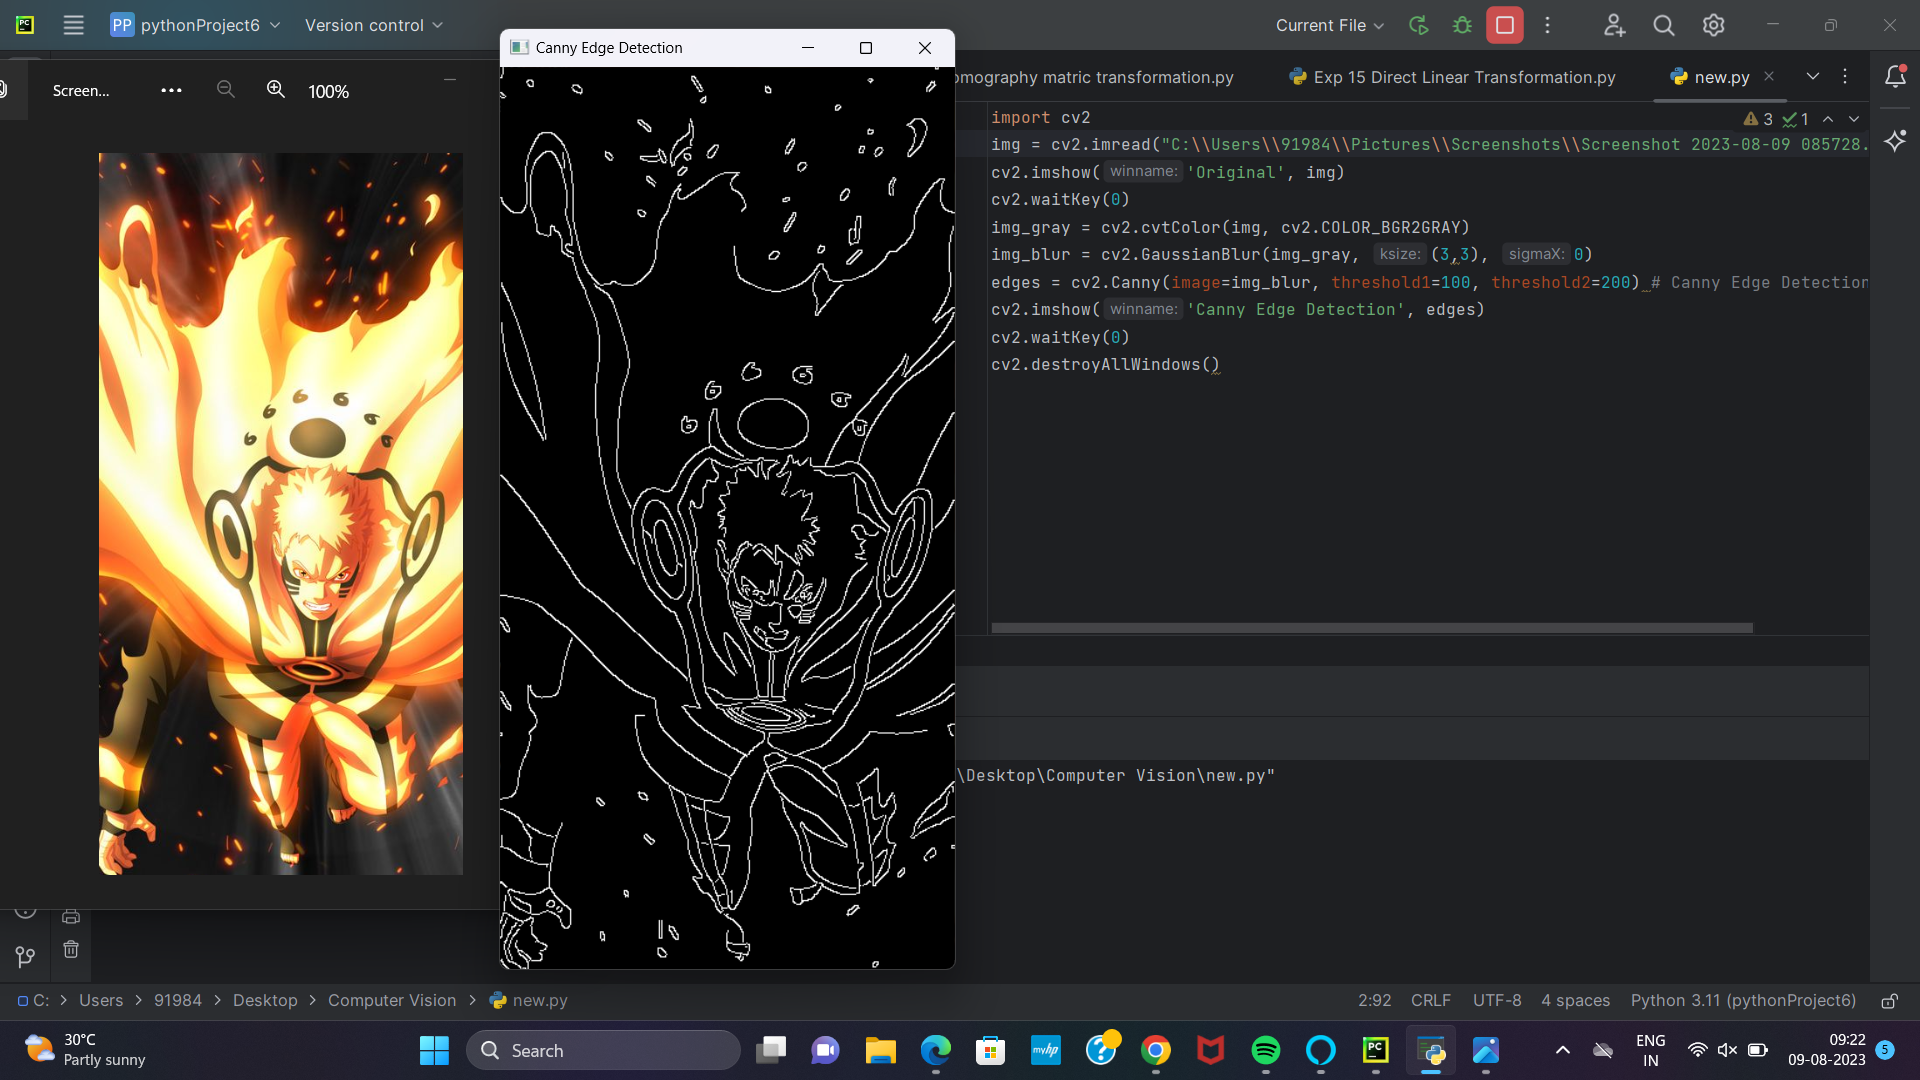 PC
PP pythonProject6
Version control
Current File
Screen...
100%
Canny Edge Detection
omography matric transformation.py
Exp 15 Direct Linear Transformation.py
new.py
3 1
import cv2
img = cv2.imread("C:\\Users\\91984\\Pictures\\Screenshots\\Screenshot 2023-08-09 085728.
cv2.imshow( winname: 'Original', img)
cv2.waitKey(0)
img_gray = cv2.cvtColor(img, cv2.COLOR_BGR2GRAY)
img_blur = cv2.GaussianBlur(img_gray, ksize: (3,3), sigmaX: 0)
edges = cv2.Canny(image=img_blur, threshold1=100, threshold2=200) # Canny Edge Detection
cv2.imshow( winname: 'Canny Edge Detection', edges)
cv2.waitKey(0)
cv2.destroyAllWindows()
\Desktop\Computer Vision\new.py"
C: > Users > 91984 > Desktop > Computer Vision > new.py
2:92 CRLF UTF-8 4 spaces Python 3.11 (pythonProject6)
30°C
Partly sunny
Search
myhp
PC
ENG
IN
09:22
09-08-2023
5